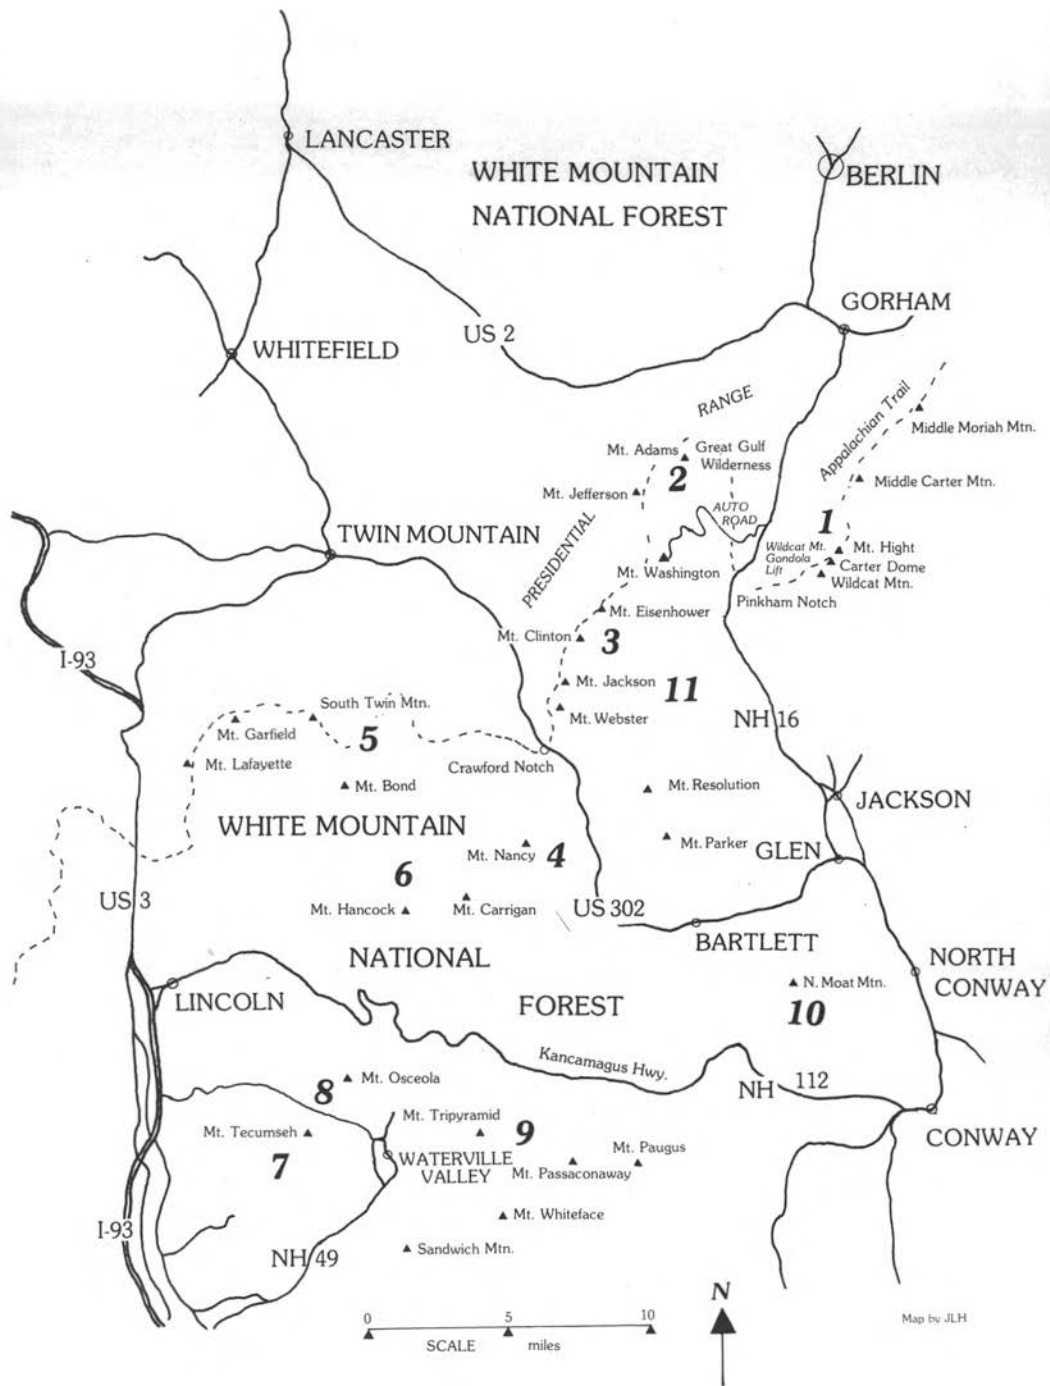 LANCASTER
WHITE MOUNTAIN
NATIONAL FOREST
BERLIN
GORHAM
US 2
WHITEFIELD
RANGE
Appalachian Trail
Middle Moriah Mtn.
Mt. Adams
Great Gulf
Wilderness
2
Mt. Jefferson
Middle Carter Mtn.
AUTO
ROAD
1
PRESIDENTIAL
TWIN MOUNTAIN
Wildcat Mt.
Gondola
Lift
Mt. Hight
Carter Dome
Wildcat Mtn.
Mt. Washington
Pinkham Notch
Mt. Eisenhower
Mt. Clinton
3
I-93
Mt. Jackson
11
South Twin Mtn.
Mt. Webster
NH 16
Mt. Garfield
5
Mt. Lafayette
Crawford Notch
Mt. Bond
Mt. Resolution
JACKSON
WHITE MOUNTAIN
Mt. Parker
GLEN
Mt. Nancy
4
6
US 3
Mt. Hancock
Mt. Carrigan
US 302
BARTLETT
NATIONAL
NORTH
CONWAY
N. Moat Mtn.
LINCOLN
FOREST
10
Kancamagus Hwy.
NH 112
Mt. Osceola
8
Mt. Tripyramid
9
Mt. Tecumseh
CONWAY
Mt. Paugus
7
WATERVILLE
VALLEY
Mt. Passaconaway
Mt. Whiteface
I-93
Sandwich Mtn.
NH 49
N
0 5 10
SCALE miles
Map by JLH